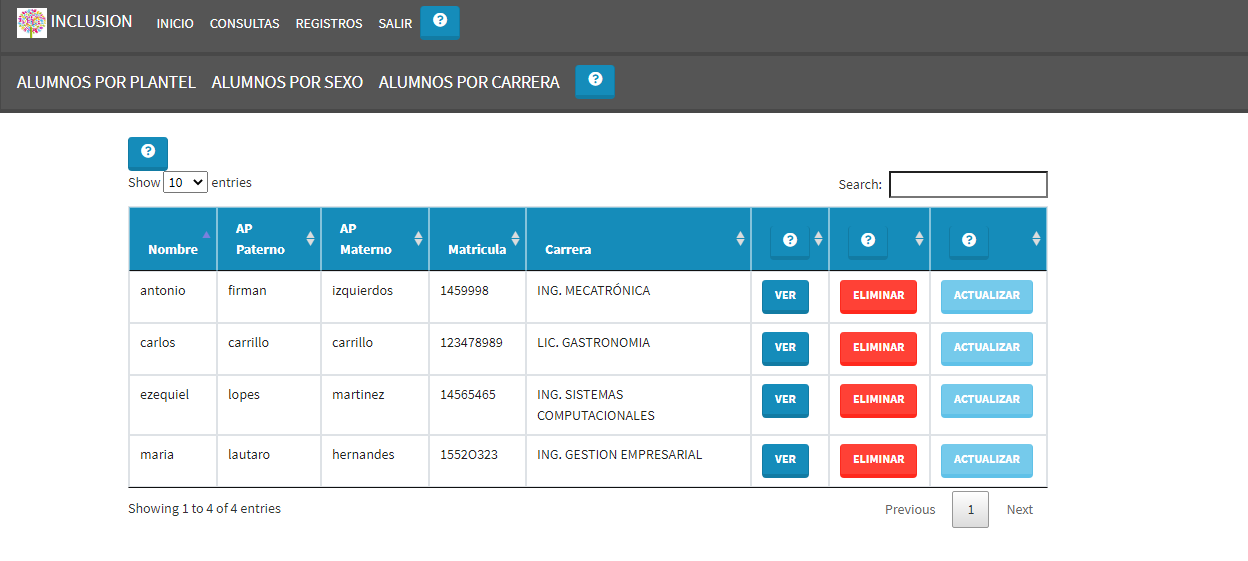 INCLUSION INICIO CONSULTAS REGISTROS SALIR ?
ALUMNOS POR PLANTEL ALUMNOS POR SEXO ALUMNOS POR CARRERA ?
?
Show 10 entries Search:
Nombre AP Paterno AP Materno Matricula Carrera ? ? ?
antonio firman izquierdos 1459998 ING. MECATRÓNICA VER ELIMINAR ACTUALIZAR
carlos carrillo carrillo 123478989 LIC. GASTRONOMIA VER ELIMINAR ACTUALIZAR
ezequiel lopes martinez 14565465 ING. SISTEMAS COMPUTACIONALES VER ELIMINAR ACTUALIZAR
maria lautaro hernandes 1552O323 ING. GESTION EMPRESARIAL VER ELIMINAR ACTUALIZAR
Showing 1 to 4 of 4 entries Previous 1 Next